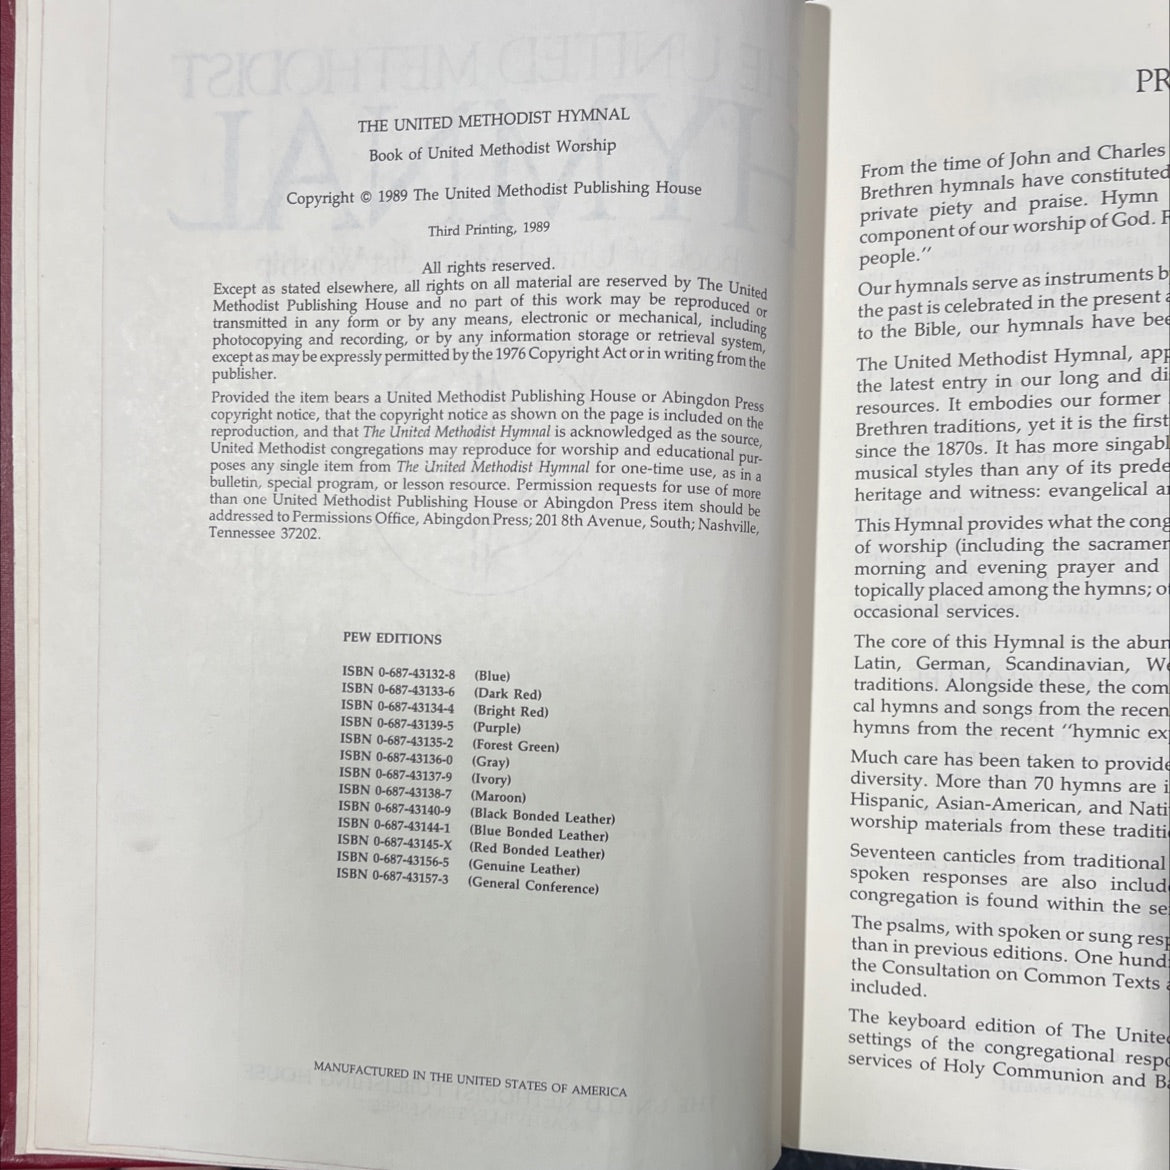 THE UNITED METHODIST HYMNAL
Book of United Methodist Worship
Copyright © 1989 The United Methodist Publishing House
Third Printing, 1989
All rights reserved.
Except as stated elsewhere, all rights on all material are reserved by The United
Methodist Publishing House and no part of this work may be reproduced or
transmitted in any form or by any means, electronic or mechanical, including
photocopying and recording, or by any information storage or retrieval system,
except as may be expressly permitted by the 1976 Copyright Act or in writing from the
publisher.
Provided the item bears a United Methodist Publishing House or Abingdon Press
copyright notice, that the copyright notice as shown on the page is included on the
reproduction, and that The United Methodist Hymnal is acknowledged as the source,
United Methodist congregations may reproduce for worship and educational pur-
poses any single item from The United Methodist Hymnal for one-time use, as in a
bulletin, special program, or lesson resource. Permission requests for use of more
than one United Methodist Publishing House or Abingdon Press item should be
addressed to Permissions Office, Abingdon Press; 201 8th Avenue, South; Nashville,
Tennessee 37202.
PEW EDITIONS
ISBN 0-687-43132-8 (Blue)
ISBN 0-687-43133-6 (Dark Red)
ISBN 0-687-43134-4 (Bright Red)
ISBN 0-687-43139-5 (Purple)
ISBN 0-687-43135-2 (Forest Green)
ISBN 0-687-43136-0 (Gray)
ISBN 0-687-43137-9 (Ivory)
ISBN 0-687-43138-7 (Maroon)
ISBN 0-687-43140-9 (Black Bonded Leather)
ISBN 0-687-43144-1 (Blue Bonded Leather)
ISBN 0-687-43145-X (Red Bonded Leather)
ISBN 0-687-43156-5 (Genuine Leather)
ISBN 0-687-43157-3 (General Conference)
MANUFACTURED IN THE UNITED STATES OF AMERICA
PR
From the time of John and Charles
Brethren hymnals have constituted
private piety and praise. Hymn
component of our worship of God. F
people."
Our hymnals serve as instruments b
the past is celebrated in the present a
to the Bible, our hymnals have bee
The United Methodist Hymnal, app
the latest entry in our long and di
resources. It embodies our former
Brethren traditions, yet it is the first
since the 1870s. It has more singabl
musical styles than any of its prede
heritage and witness: evangelical a
This Hymnal provides what the cong
of worship (including the sacramen
morning and evening prayer and
topically placed among the hymns; o
occasional services.
The core of this Hymnal is the abun
Latin, German, Scandinavian, We
traditions. Alongside these, the com
cal hymns and songs from the recen
hymns from the recent "hymnic ex
Much care has been taken to provide
diversity. More than 70 hymns are i
Hispanic, Asian-American, and Nati
worship materials from these traditi
Seventeen canticles from traditional
spoken responses are also include
congregation is found within the se
The psalms, with spoken or sung resp
than in previous editions. One hund
the Consultation on Common Texts a
included.
The keyboard edition of The Unite
settings of the congregational respo
services of Holy Communion and Ba